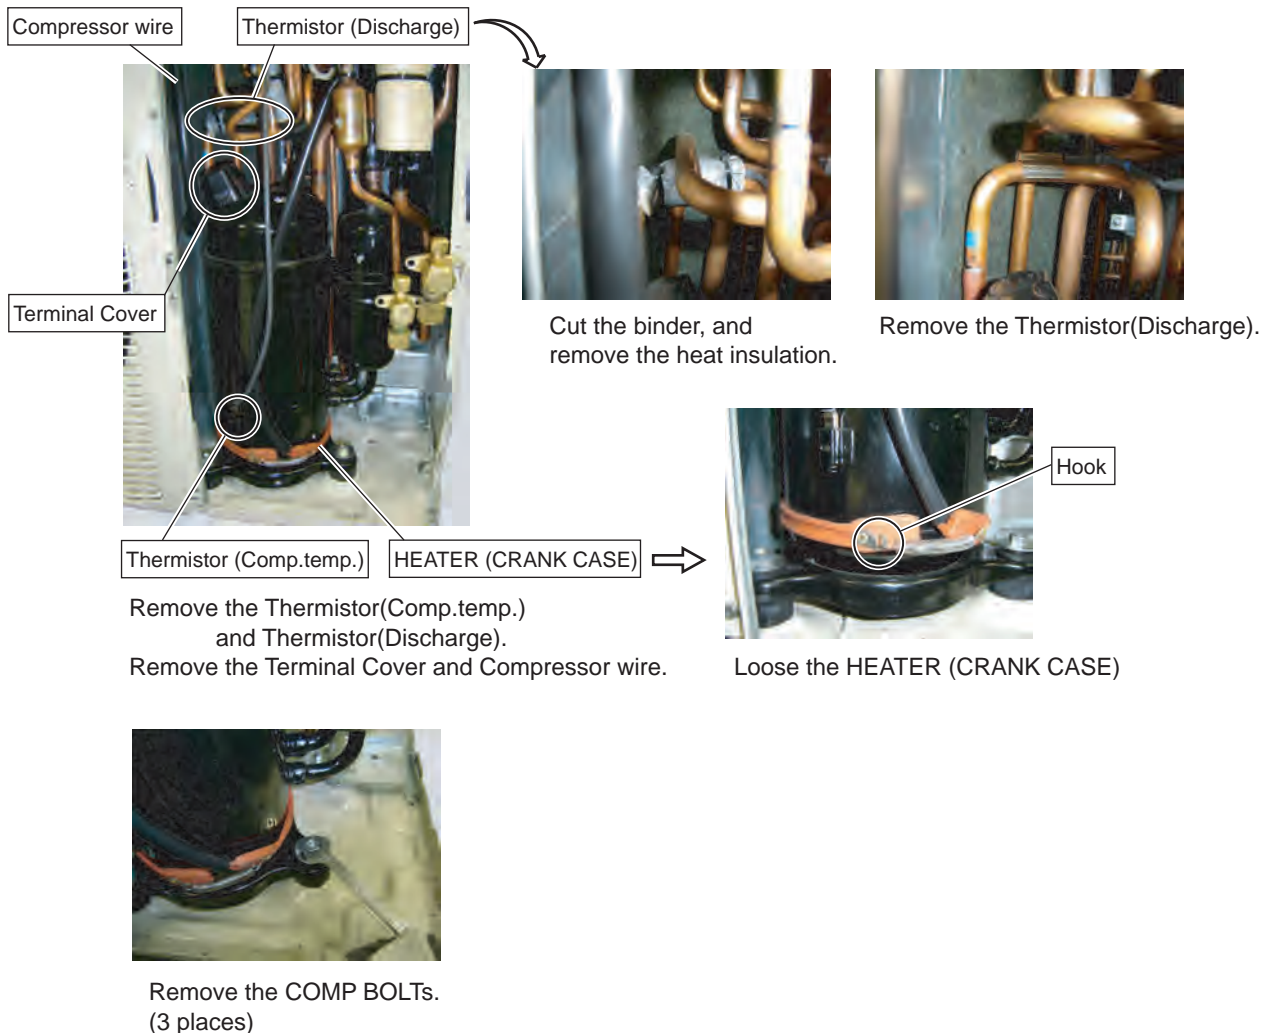 Compressor wire
Thermistor (Discharge)
Terminal Cover
Cut the binder, and
remove the heat insulation.
Remove the Thermistor(Discharge).
Hook
Thermistor (Comp.temp.)
HEATER (CRANK CASE)
Remove the Thermistor(Comp.temp.)
and Thermistor(Discharge).
Remove the Terminal Cover and Compressor wire.
Loose the HEATER (CRANK CASE)
Remove the COMP BOLTs.
(3 places)